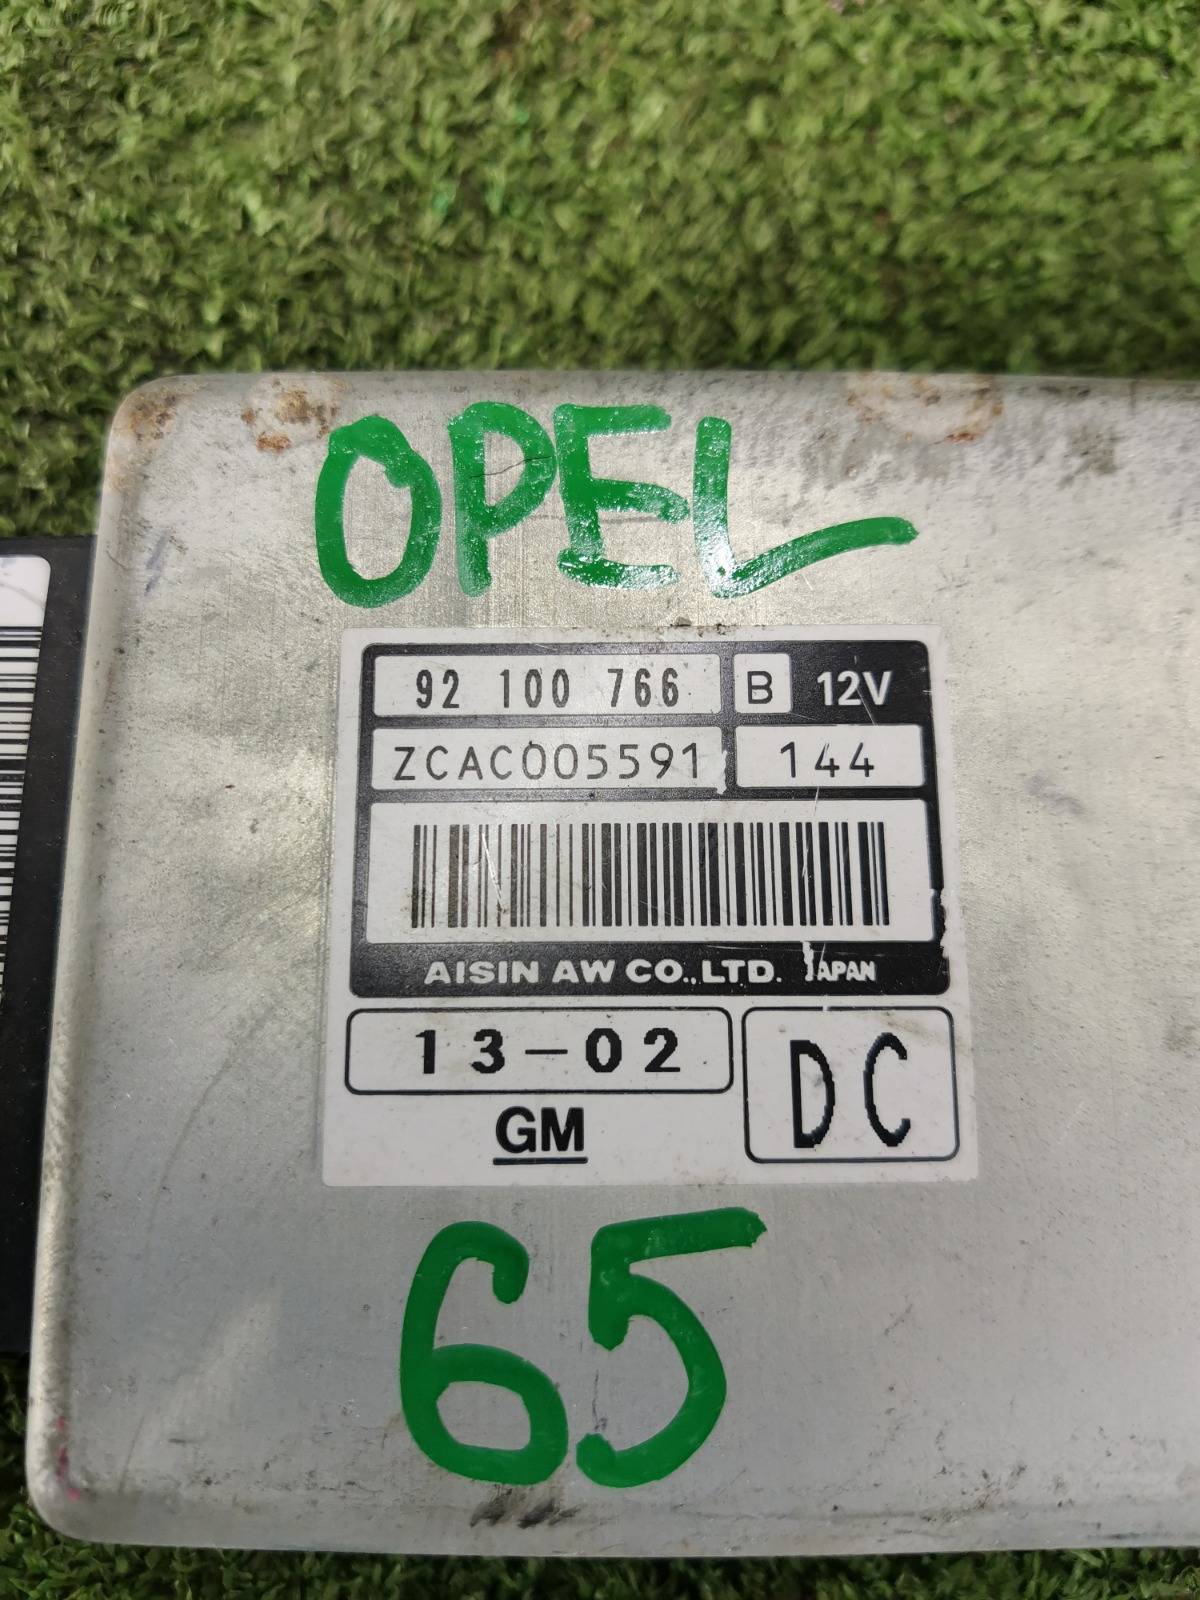 OPEL
92 100 766 B 12V
ZCAC005591 144
AISIN AW CO.,LTD. JAPAN
13-02 DC
GM
65